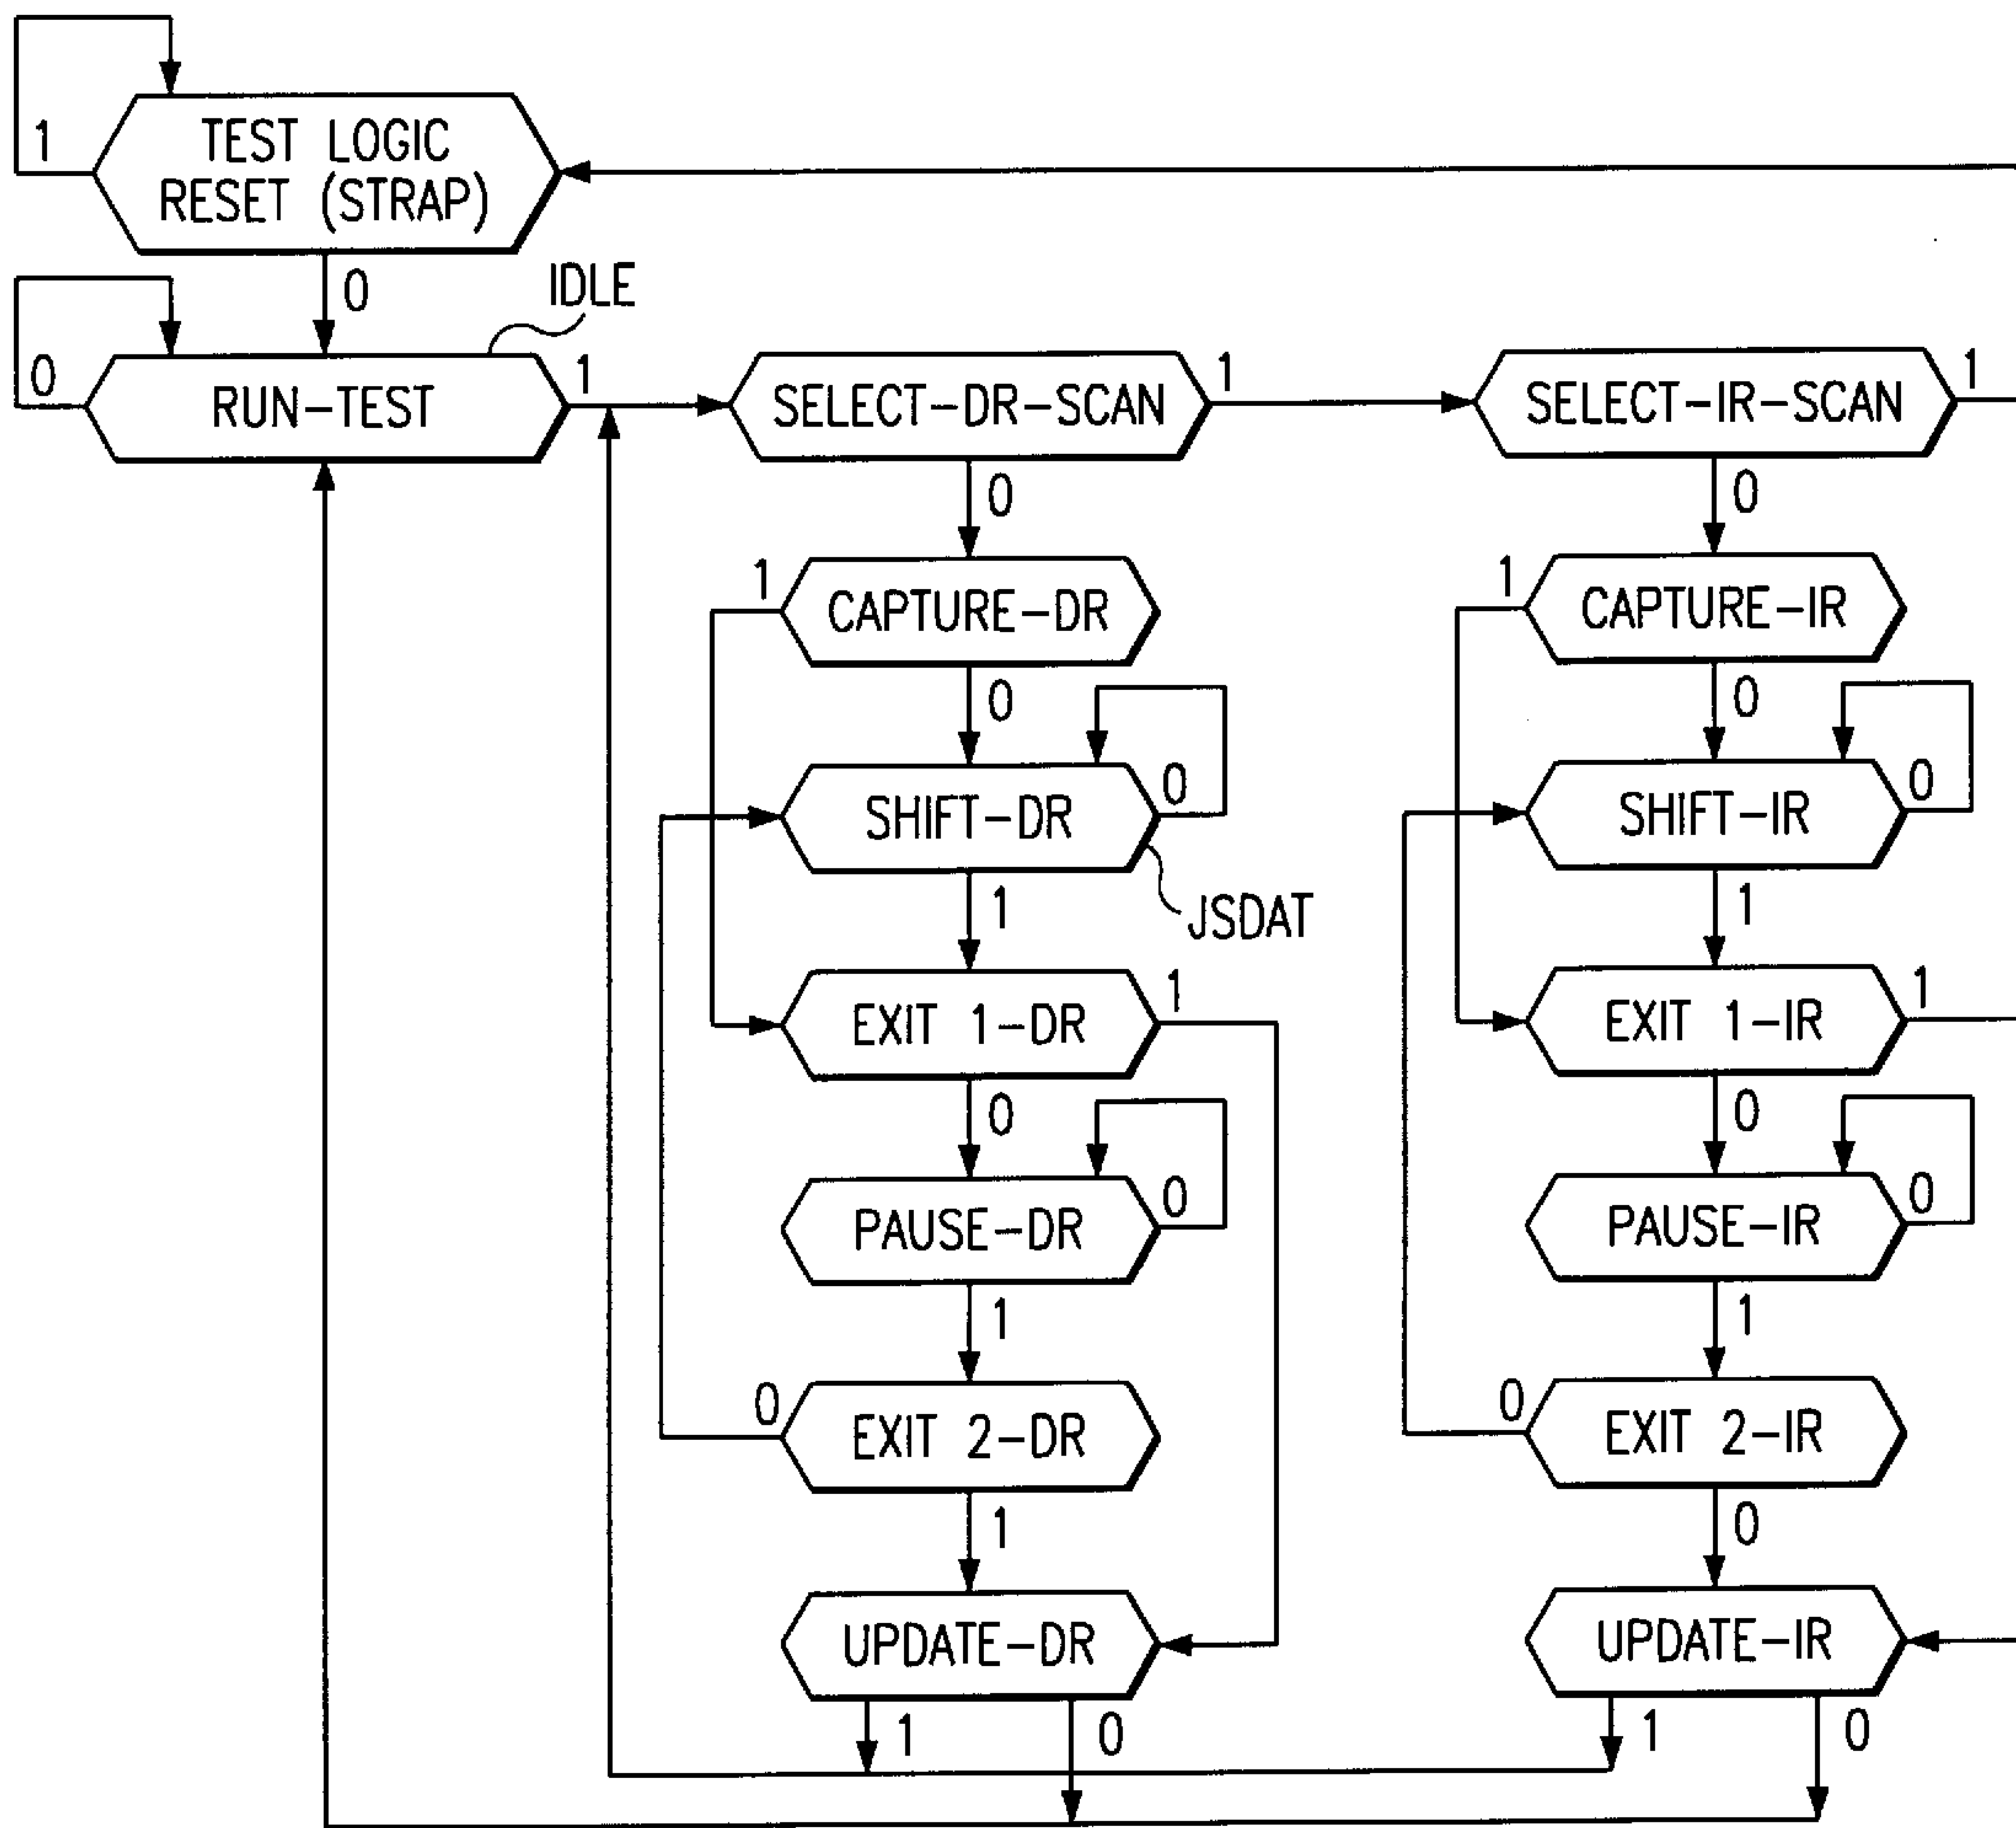 1
TEST LOGIC
RESET (STRAP)
0
IDLE
0
RUN-TEST
1
SELECT-DR-SCAN
1
SELECT-IR-SCAN
1
0
0
1
CAPTURE-DR
1
CAPTURE-IR
0
0
SHIFT-DR
0
SHIFT-IR
0
1
JSDAT
1
EXIT 1-DR
1
EXIT 1-IR
1
0
0
PAUSE-DR
0
PAUSE-IR
0
1
1
0
EXIT 2-DR
0
EXIT 2-IR
1
0
UPDATE-DR
UPDATE-IR
1
0
1
0